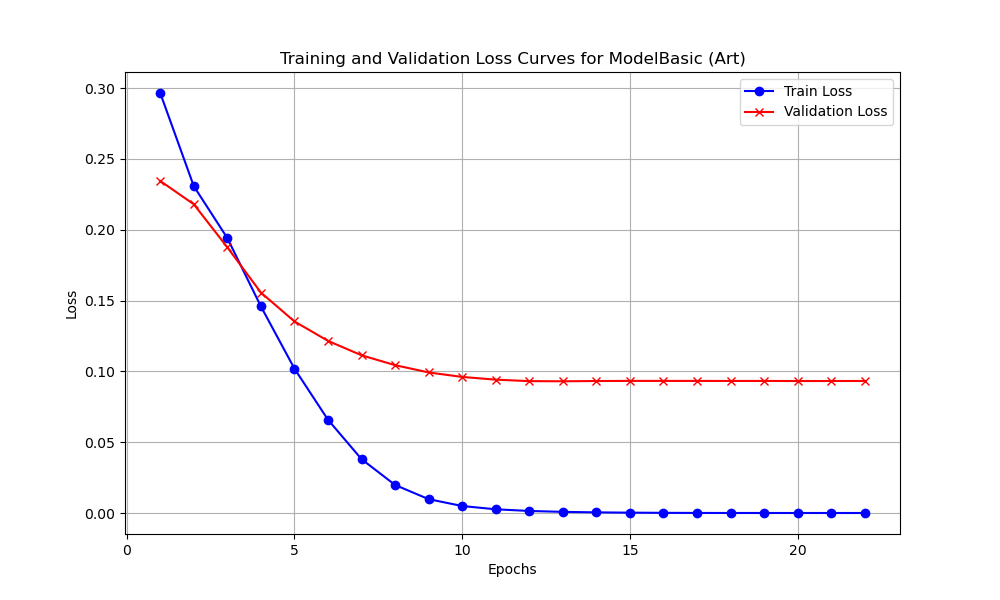 Training and Validation Loss Curves for ModelBasic (Art)
Train Loss
Validation Loss
0.30
0.25
0.20
0.15
0.10
0.05
0.00
Loss
0
5
10
15
20
Epochs